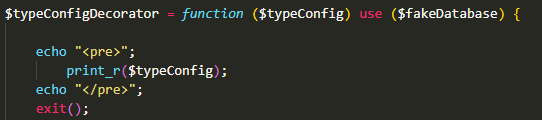 $typeConfigDecorator = function ($typeConfig) use ($fakeDatabase) {
echo "<pre>";
print_r($typeConfig);
echo "</pre>";
exit();